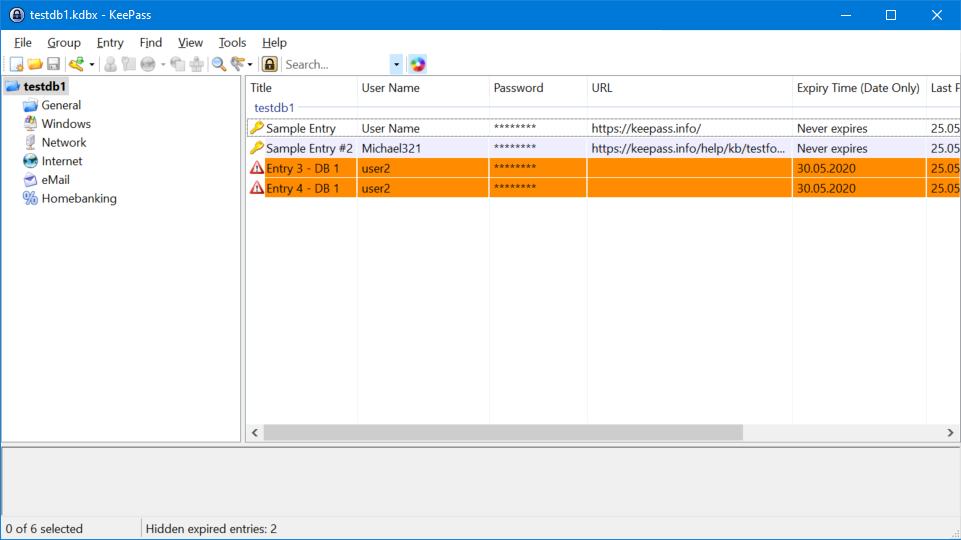 testdb1.kdbx - KeePass
File Group Entry Find View Tools Help
Search...
testdb1
General
Windows
Network
Internet
eMail
Homebanking
Title User Name Password URL Expiry Time (Date Only) Last P
testdb1
Sample Entry User Name ******** https://keepass.info/ Never expires 25.05
Sample Entry #2 Michael321 ******** https://keepass.info/help/kb/testfo... Never expires 25.05
Entry 3 - DB 1 user2 ******** 30.05.2020 25.05
Entry 4 - DB 1 user2 ******** 30.05.2020 25.05
0 of 6 selected Hidden expired entries: 2